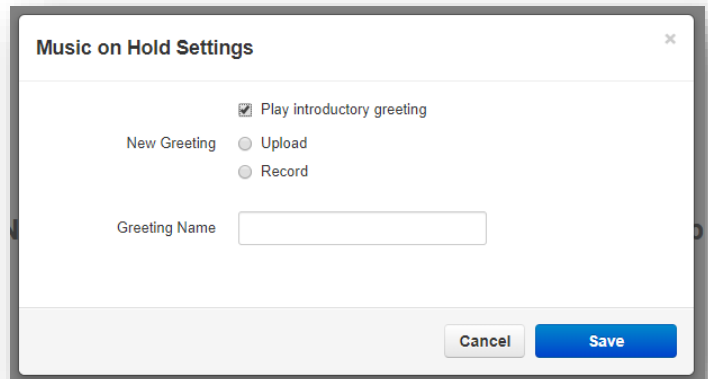 Music on Hold Settings
×
Play introductory greeting
New Greeting
Upload
Record
Greeting Name
Cancel
Save